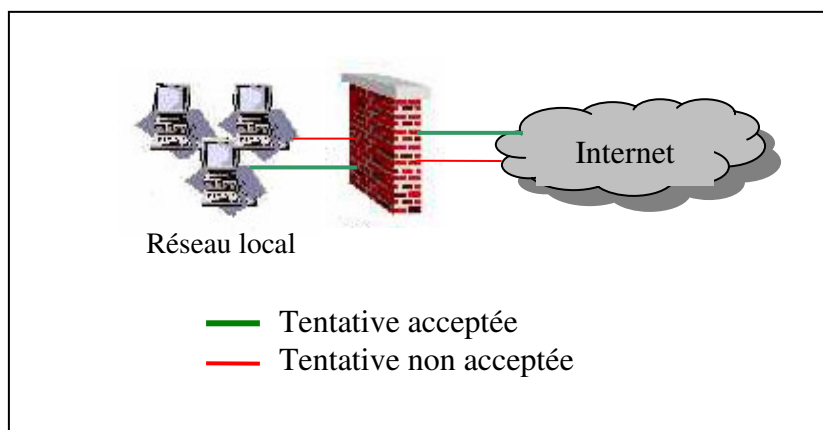 Internet
Réseau local
Tentative acceptée
Tentative non acceptée